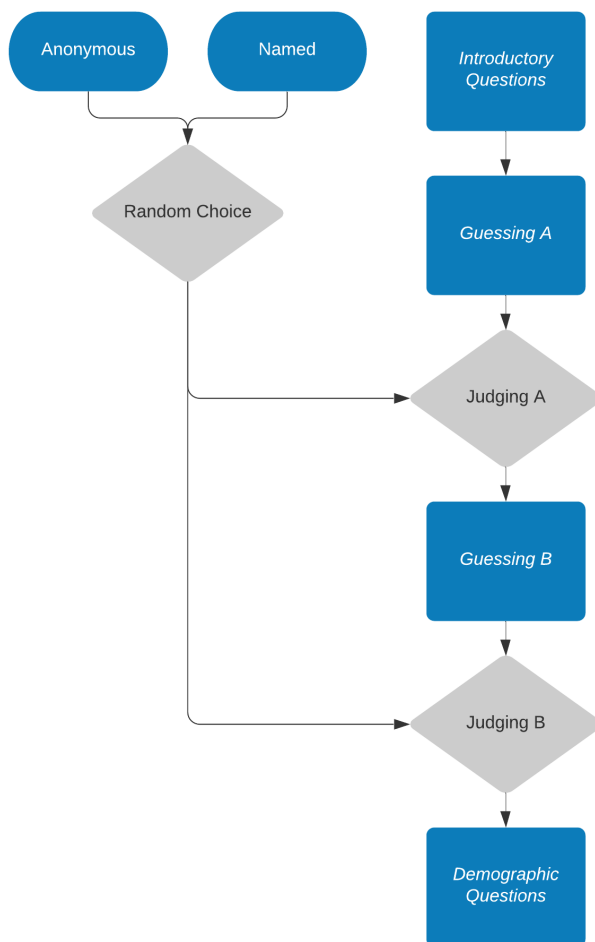 Anonymous
Named
Introductory
Questions
Random Choice
Guessing A
Judging A
Guessing B
Judging B
Demographic
Questions